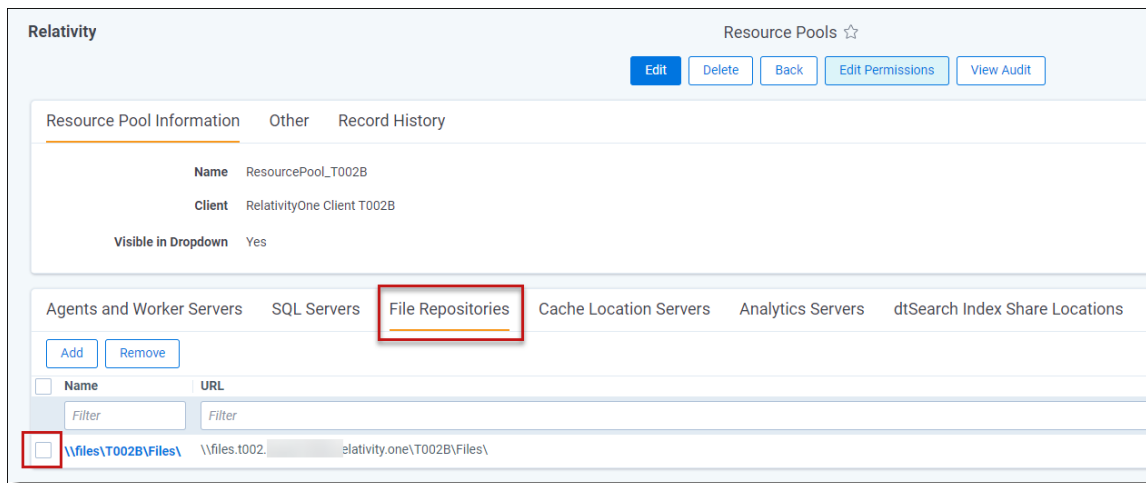 Relativity
Resource Pools
Edit Delete Back Edit Permissions View Audit
Resource Pool Information Other Record History
Name ResourcePool_T002B
Client RelativityOne Client T002B
Visible in Dropdown Yes
Agents and Worker Servers SQL Servers File Repositories Cache Location Servers Analytics Servers dtSearch Index Share Locations
Add Remove
Name URL
Filter Filter
\\files\T002B\Files\ \\files.t002. elativity.one\T002B\Files\